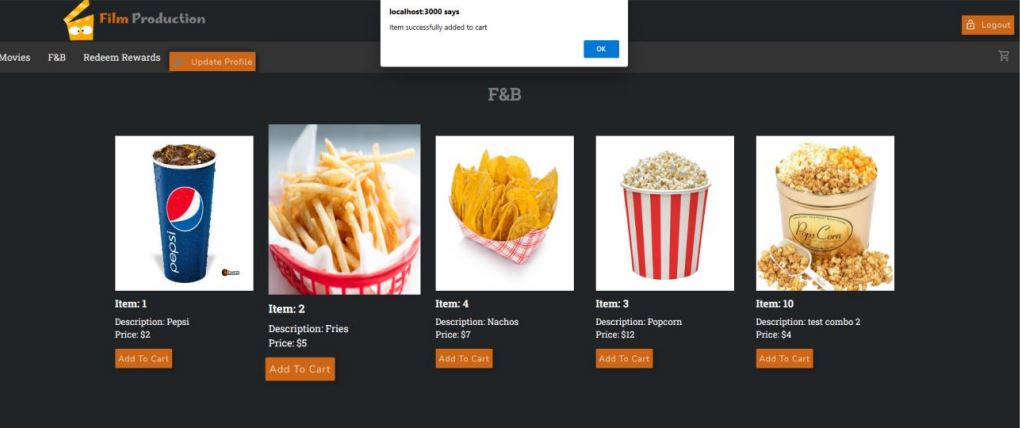 localhost:3000 says
Item successfully added to cart
OK
Film Production
Logout
Movies F&B Redeem Rewards Update Profile
F&B
pepsi
Pops Corn
Item: 1
Description: Pepsi
Price: $2
Add To Cart
Item: 2
Description: Fries
Price: $5
Add To Cart
Item: 4
Description: Nachos
Price: $7
Add To Cart
Item: 3
Description: Popcorn
Price: $12
Add To Cart
Item: 10
Description: test combo 2
Price: $4
Add To Cart